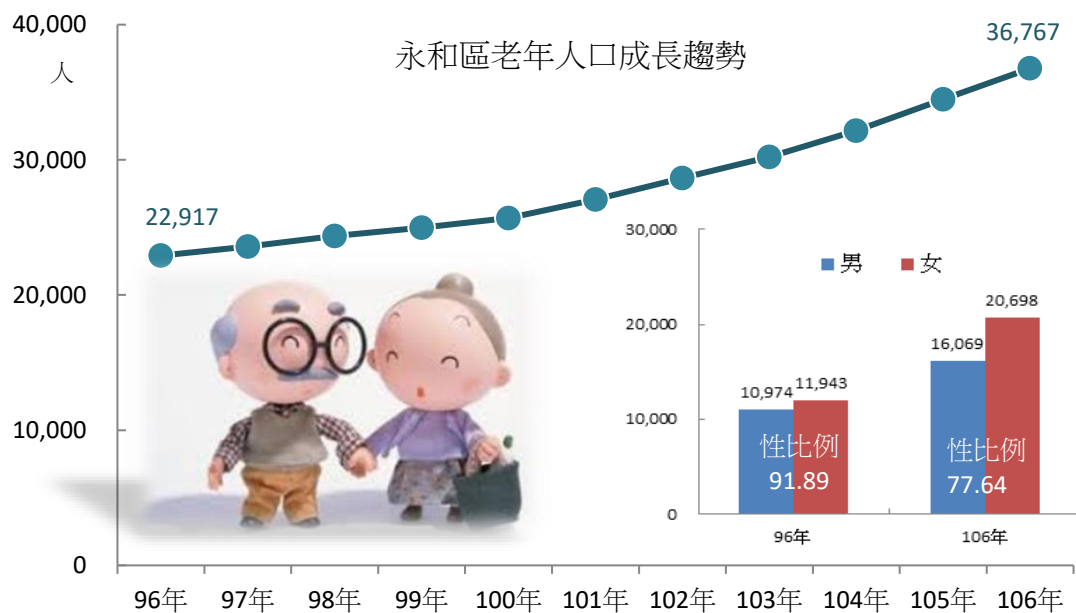 永和區老年人口成長趨勢
40,000
人
30,000
20,000
10,000
0
22,917
36,767
96年 97年 98年 99年 100年 101年 102年 103年 104年 105年 106年
30,000
20,000
10,000
0
男 女
10,974 11,943
16,069 20,698
性比例
91.89
性比例
77.64
96年 106年